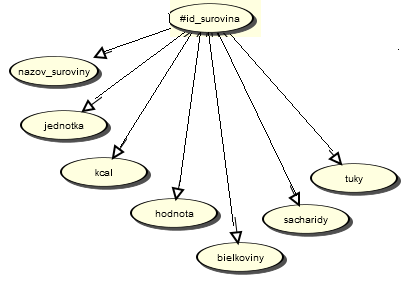 #id_surovina
nazov_suroviny
jednotka
kcal
hodnota
bielkoviny
sacharidy
tuky